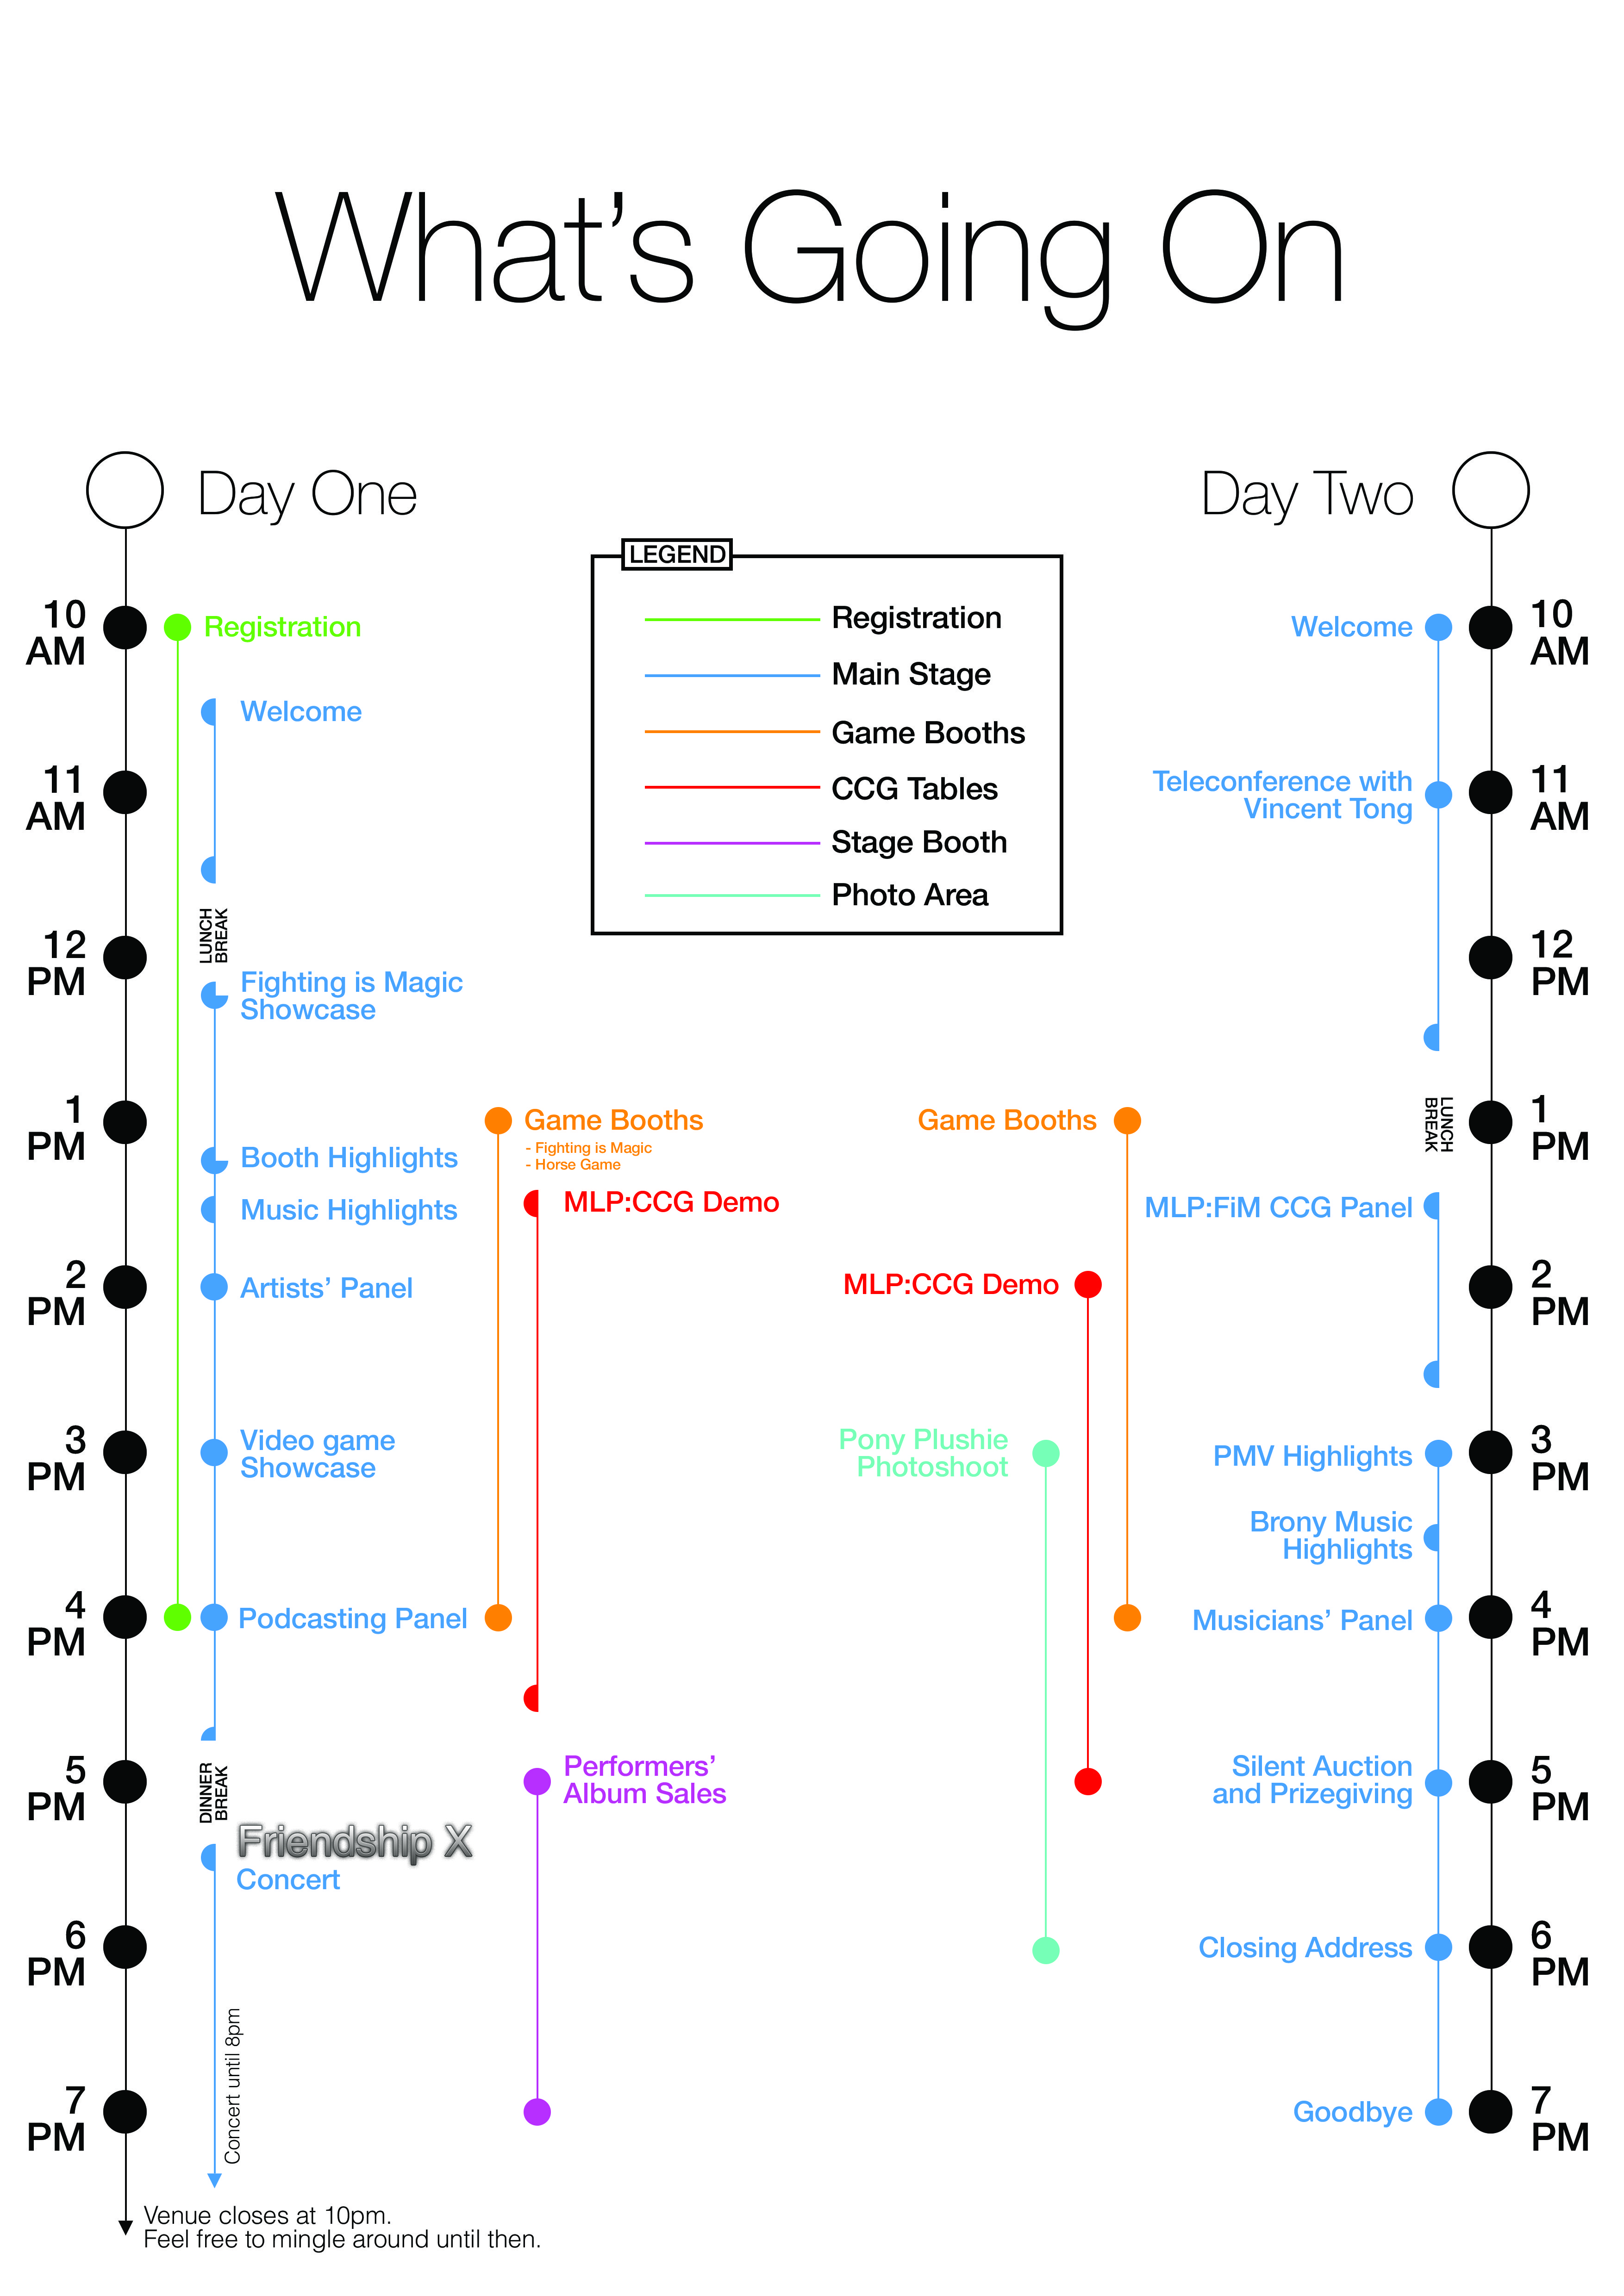 What's Going On
Day One
10
AM
11
AM
12
PM
1
PM
2
PM
3
PM
4
PM
5
PM
6
PM
7
PM
Registration
Welcome
LUNCH
BREAK
Fighting is Magic
Showcase
Booth Highlights
Music Highlights
Artists’ Panel
Video game
Showcase
Podcasting Panel
DINNER
BREAK
Friendship X
Concert
Concert until 8pm
Venue closes at 10pm.
Feel free to mingle around until then.
Game Booths
- Fighting is Magic
- Horse Game
MLP:CCG Demo
Performers’
Album Sales
LEGEND
Registration
Main Stage
Game Booths
CCG Tables
Stage Booth
Photo Area
Day Two
Game Booths
MLP:CCG Demo
Pony Plushie
Photoshoot
Welcome
Teleconference with
Vincent Tong
LUNCH
BREAK
MLP:FiM CCG Panel
PMV Highlights
Brony Music
Highlights
Musicians’ Panel
Silent Auction
and Prizegiving
Closing Address
Goodbye
10
AM
11
AM
12
PM
1
PM
2
PM
3
PM
4
PM
5
PM
6
PM
7
PM